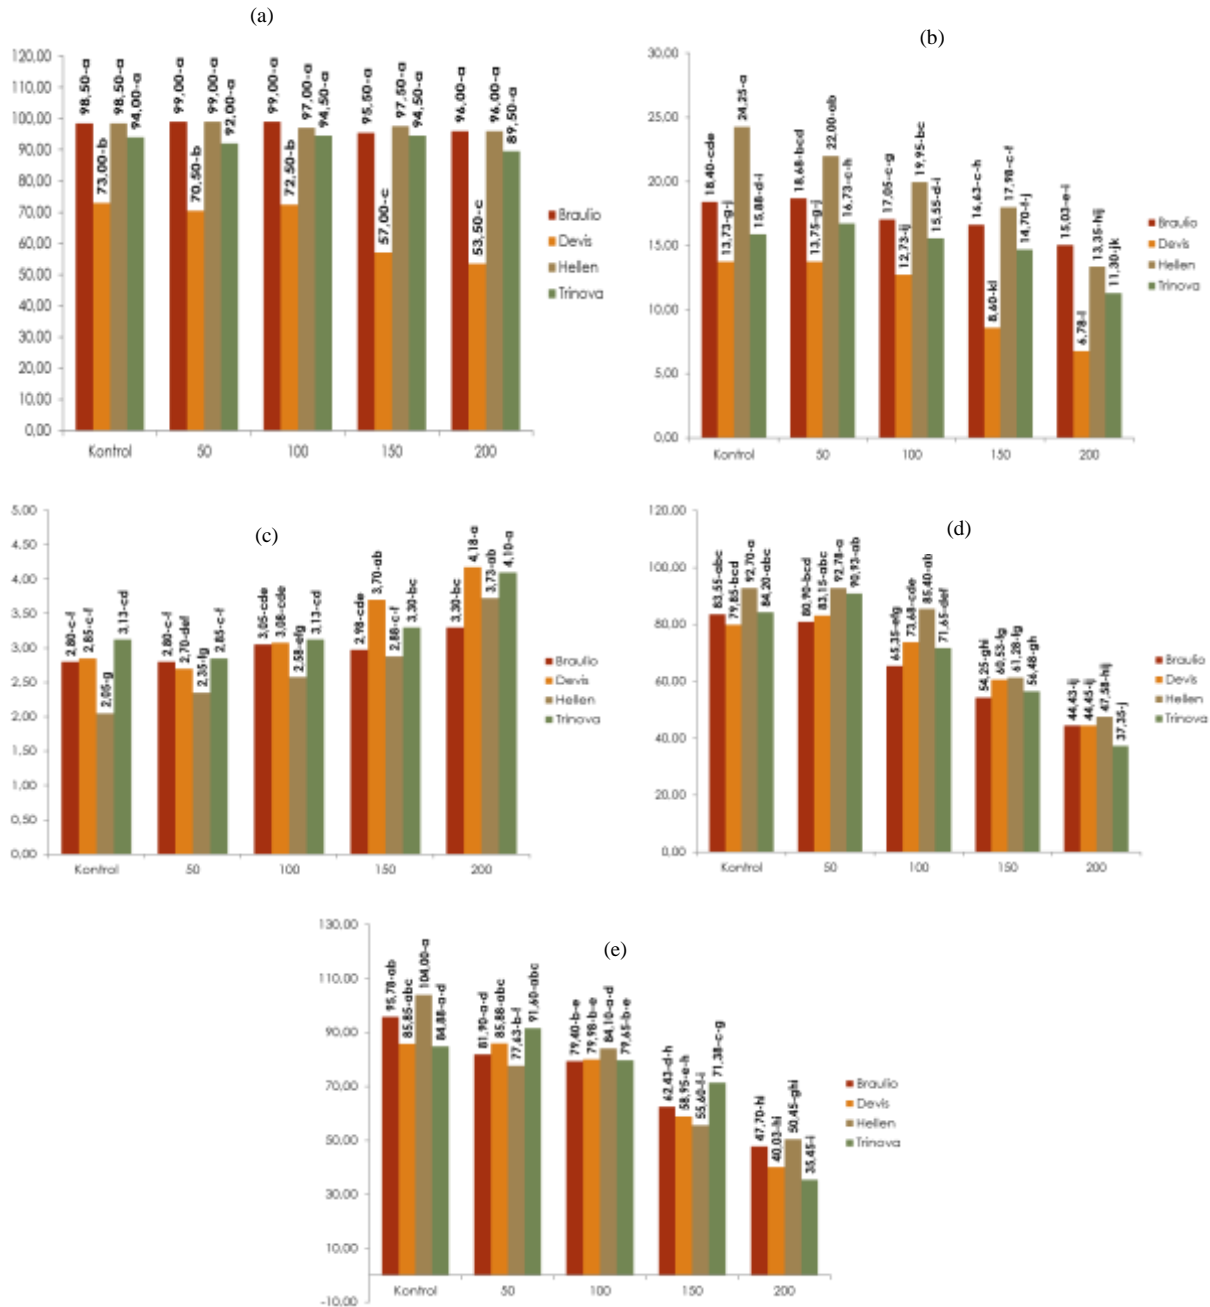 (a)
120,00
110,00
100,00
90,00
80,00
70,00
60,00
50,00
40,00
30,00
20,00
10,00
0,00
98,50-a
73,00-b
98,50-a
94,00-a
99,00-a
70,50-b
99,00-a
92,00-a
99,00-a
72,50-b
97,00-a
94,50-a
95,50-a
57,00-c
97,50-a
94,50-a
96,00-a
53,50-c
96,00-a
89,50-a
Kontrol 50 100 150 200
Braulio
Devis
Hellen
Trinova
(b)
30,00
25,00
20,00
15,00
10,00
5,00
0,00
18,40-cde
13,73-g-j
24,25-a
15,88-d-i
18,68-bcd
13,75-g-j
22,00-ab
16,73-c-h
17,05-c-g
12,73-ij
19,95-bc
15,55-d-i
16,63-c-h
8,60-kl
17,98-c-f
14,70-f-j
15,03-e-i
6,78-l
13,35-hij
11,30-jk
Kontrol 50 100 150 200
Braulio
Devis
Hellen
Trinova
(c)
5,00
4,50
4,00
3,50
3,00
2,50
2,00
1,50
1,00
0,50
0,00
2,80-c-f
2,85-c-f
2,05-g
3,13-cd
2,80-c-f
2,70-def
2,35-fg
2,85-c-f
3,05-cde
3,08-cde
2,58-efg
3,13-cd
2,98-cde
3,70-ab
2,88-c-f
3,30-bc
3,30-bc
4,18-a
3,73-ab
4,10-a
Kontrol 50 100 150 200
Braulio
Devis
Hellen
Trinova
(d)
120,00
100,00
80,00
60,00
40,00
20,00
0,00
83,55-abc
79,85-bcd
92,70-a
84,20-abc
80,90-bcd
83,15-abc
92,78-a
90,93-ab
65,35-efg
73,68-cde
85,40-ab
71,65-def
54,25-ghi
60,53-fg
61,28-fg
56,48-gh
44,43-ij
44,45-ij
47,58-hij
37,35-j
Kontrol 50 100 150 200
Braulio
Devis
Hellen
Trinova
(e)
130,00
110,00
90,00
70,00
50,00
30,00
10,00
-10,00
95,78-ab
85,85-abc
104,00-a
84,88-a-d
81,90-a-d
85,88-abc
77,63-b-f
91,60-abc
79,40-b-e
79,98-b-e
84,10-a-d
79,65-b-e
62,43-d-h
58,95-e-h
55,60-f-i
71,38-c-g
47,70-hi
40,03-hi
50,45-ghi
35,45-i
Kontrol 50 100 150 200
Braulio
Devis
Hellen
Trinova